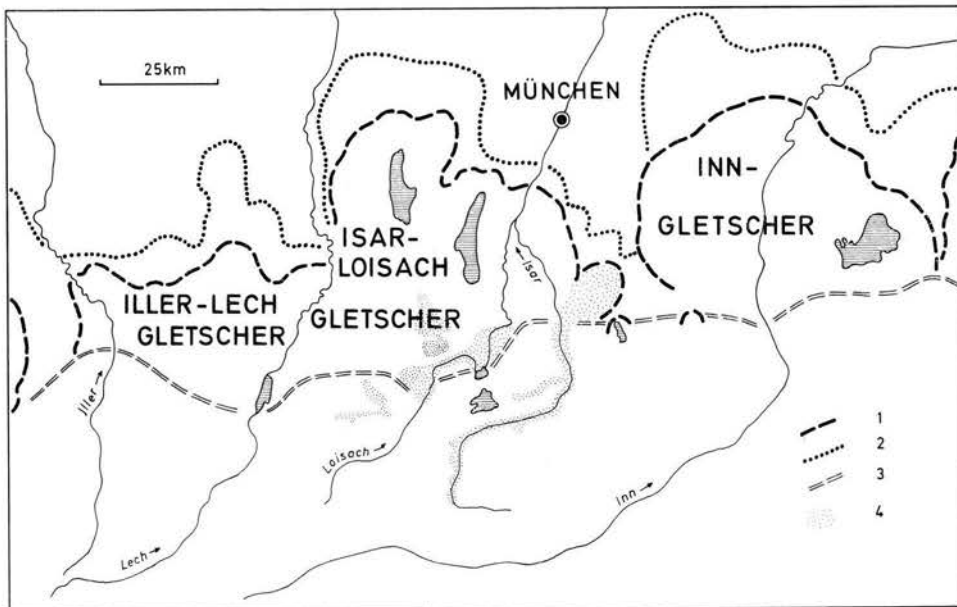 25km
MÜNCHEN
INN-
GLETSCHER
ISAR-
LOISACH
GLETSCHER
ILLER-LECH
GLETSCHER
Isar
Iller
Loisach
Lech
Inn
1
2
3
4